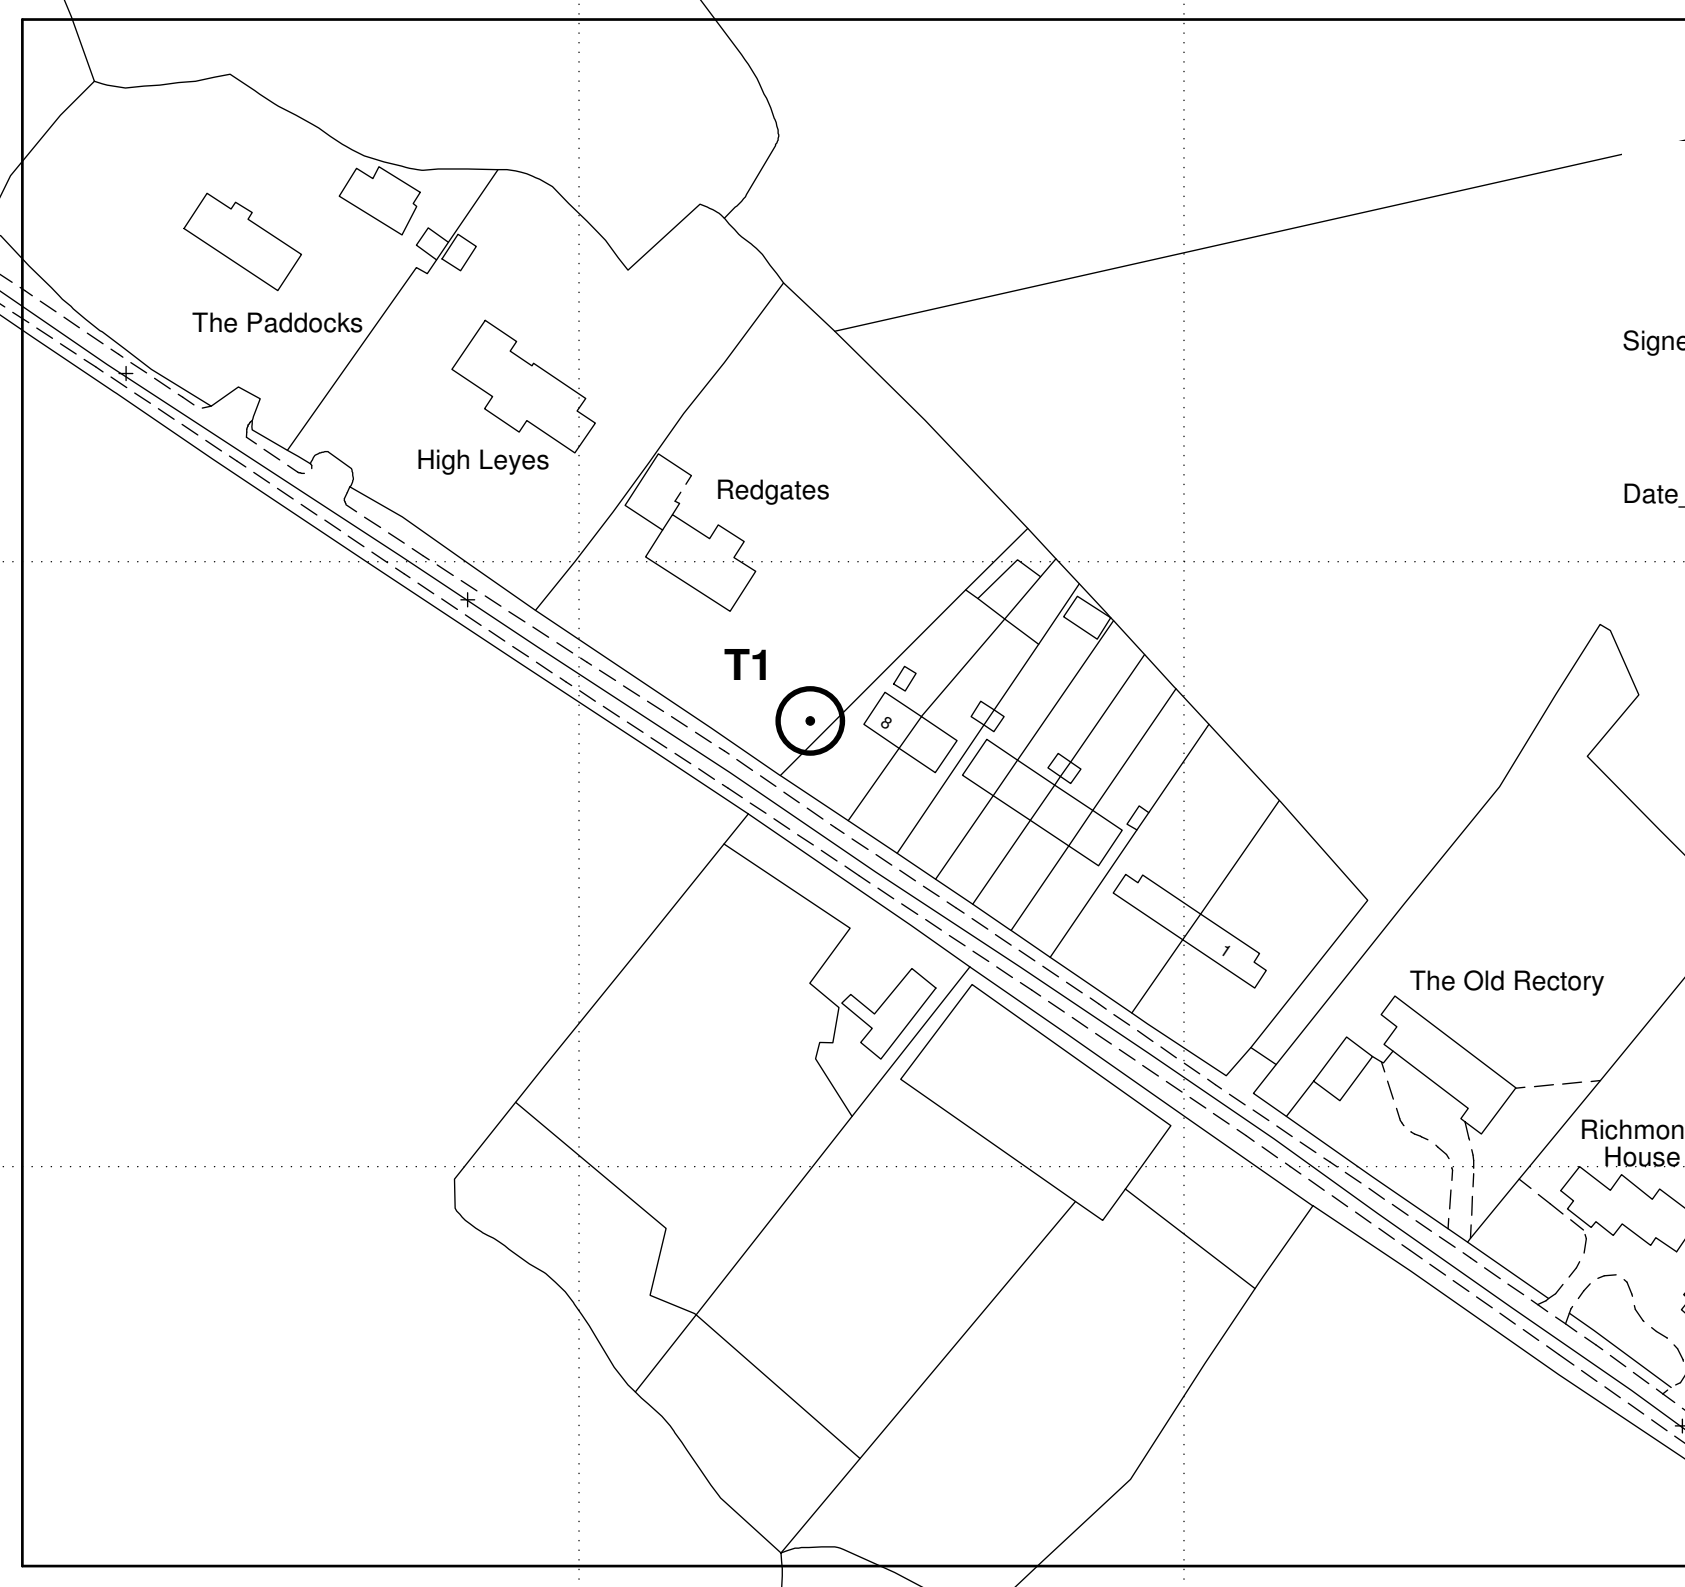 The Paddocks
Signe
High Leyes
Redgates
Date_
T1
8
1
The Old Rectory
Richmon
House